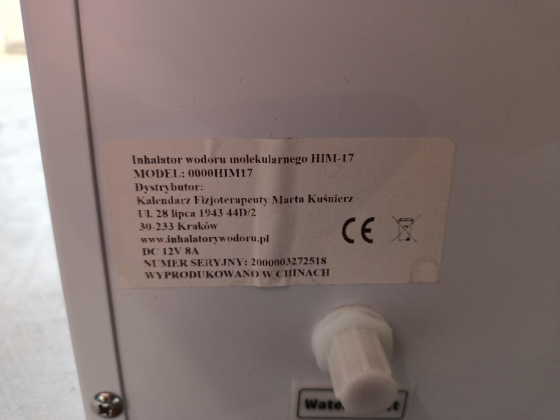 Inhalator wodoru molekularnego HIM-17
MODEL: 0000HIM17
Dystrybutor:
Kalendarz Fizjoterapeuty Marta Kuśnierz
Ul. 28 lipca 1943 44D/2
30-233 Kraków
www.inhalatorywodoru.pl
DC 12V 8A
NUMER SERYJNY: 2000003272518
WYPRODUKOWANO W CHINACH
CE
Water